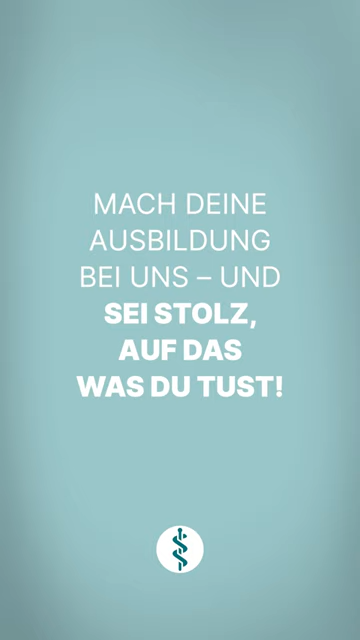 MACH DEINE
AUSBILDUNG
BEI UNS – UND
SEI STOLZ,
AUF DAS
WAS DU TUST!